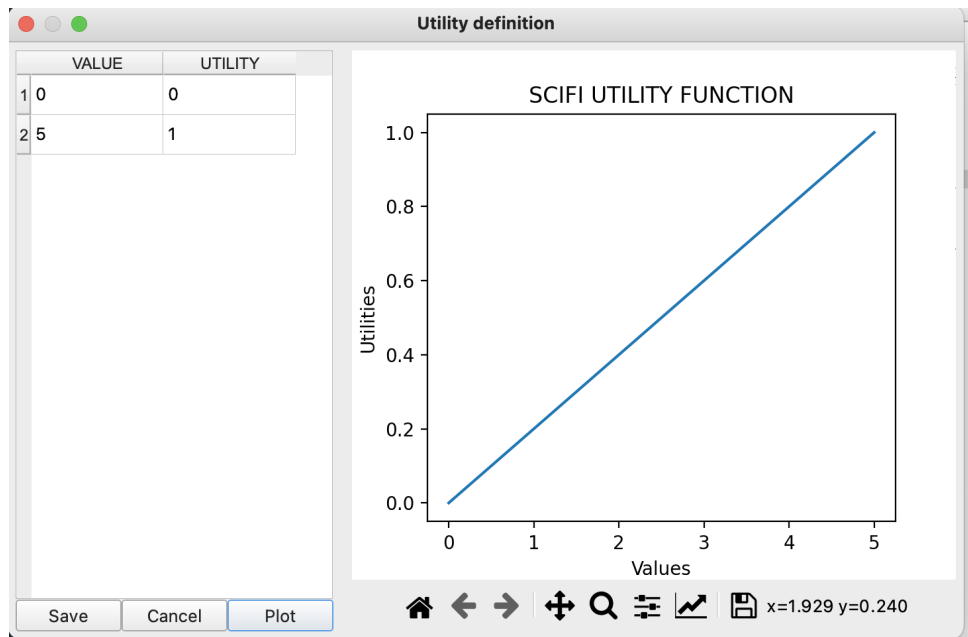 Utility definition
VALUE UTILITY
1 0 0
2 5 1
SCIFI UTILITY FUNCTION
1.0
0.8
0.6
0.4
0.2
0.0
Utilities
0 1 2 3 4 5
Values
Save Cancel Plot
x=1.929 y=0.240